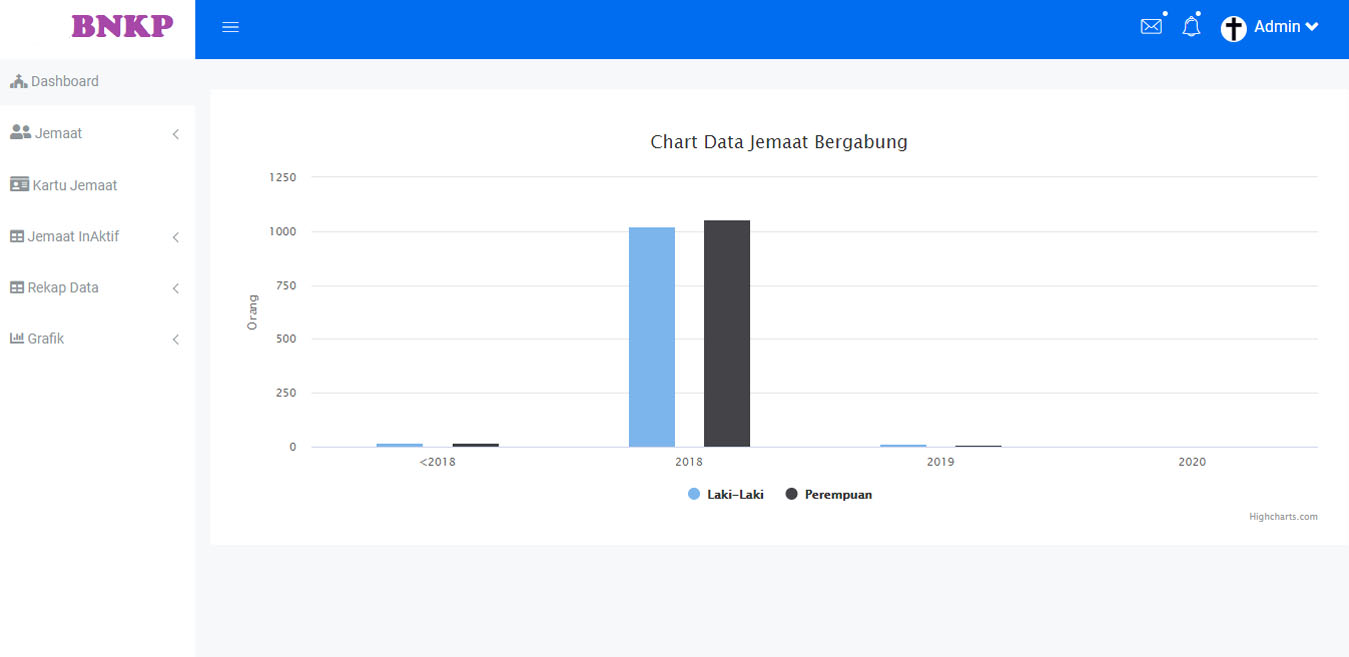 BNKP
Admin
Dashboard
Jemaat
Kartu Jemaat
Jemaat InAktif
Rekap Data
Grafik
Chart Data Jemaat Bergabung
Orang
1250
1000
750
500
250
0
<2018 2018 2019 2020
Laki-Laki Perempuan
Highcharts.com